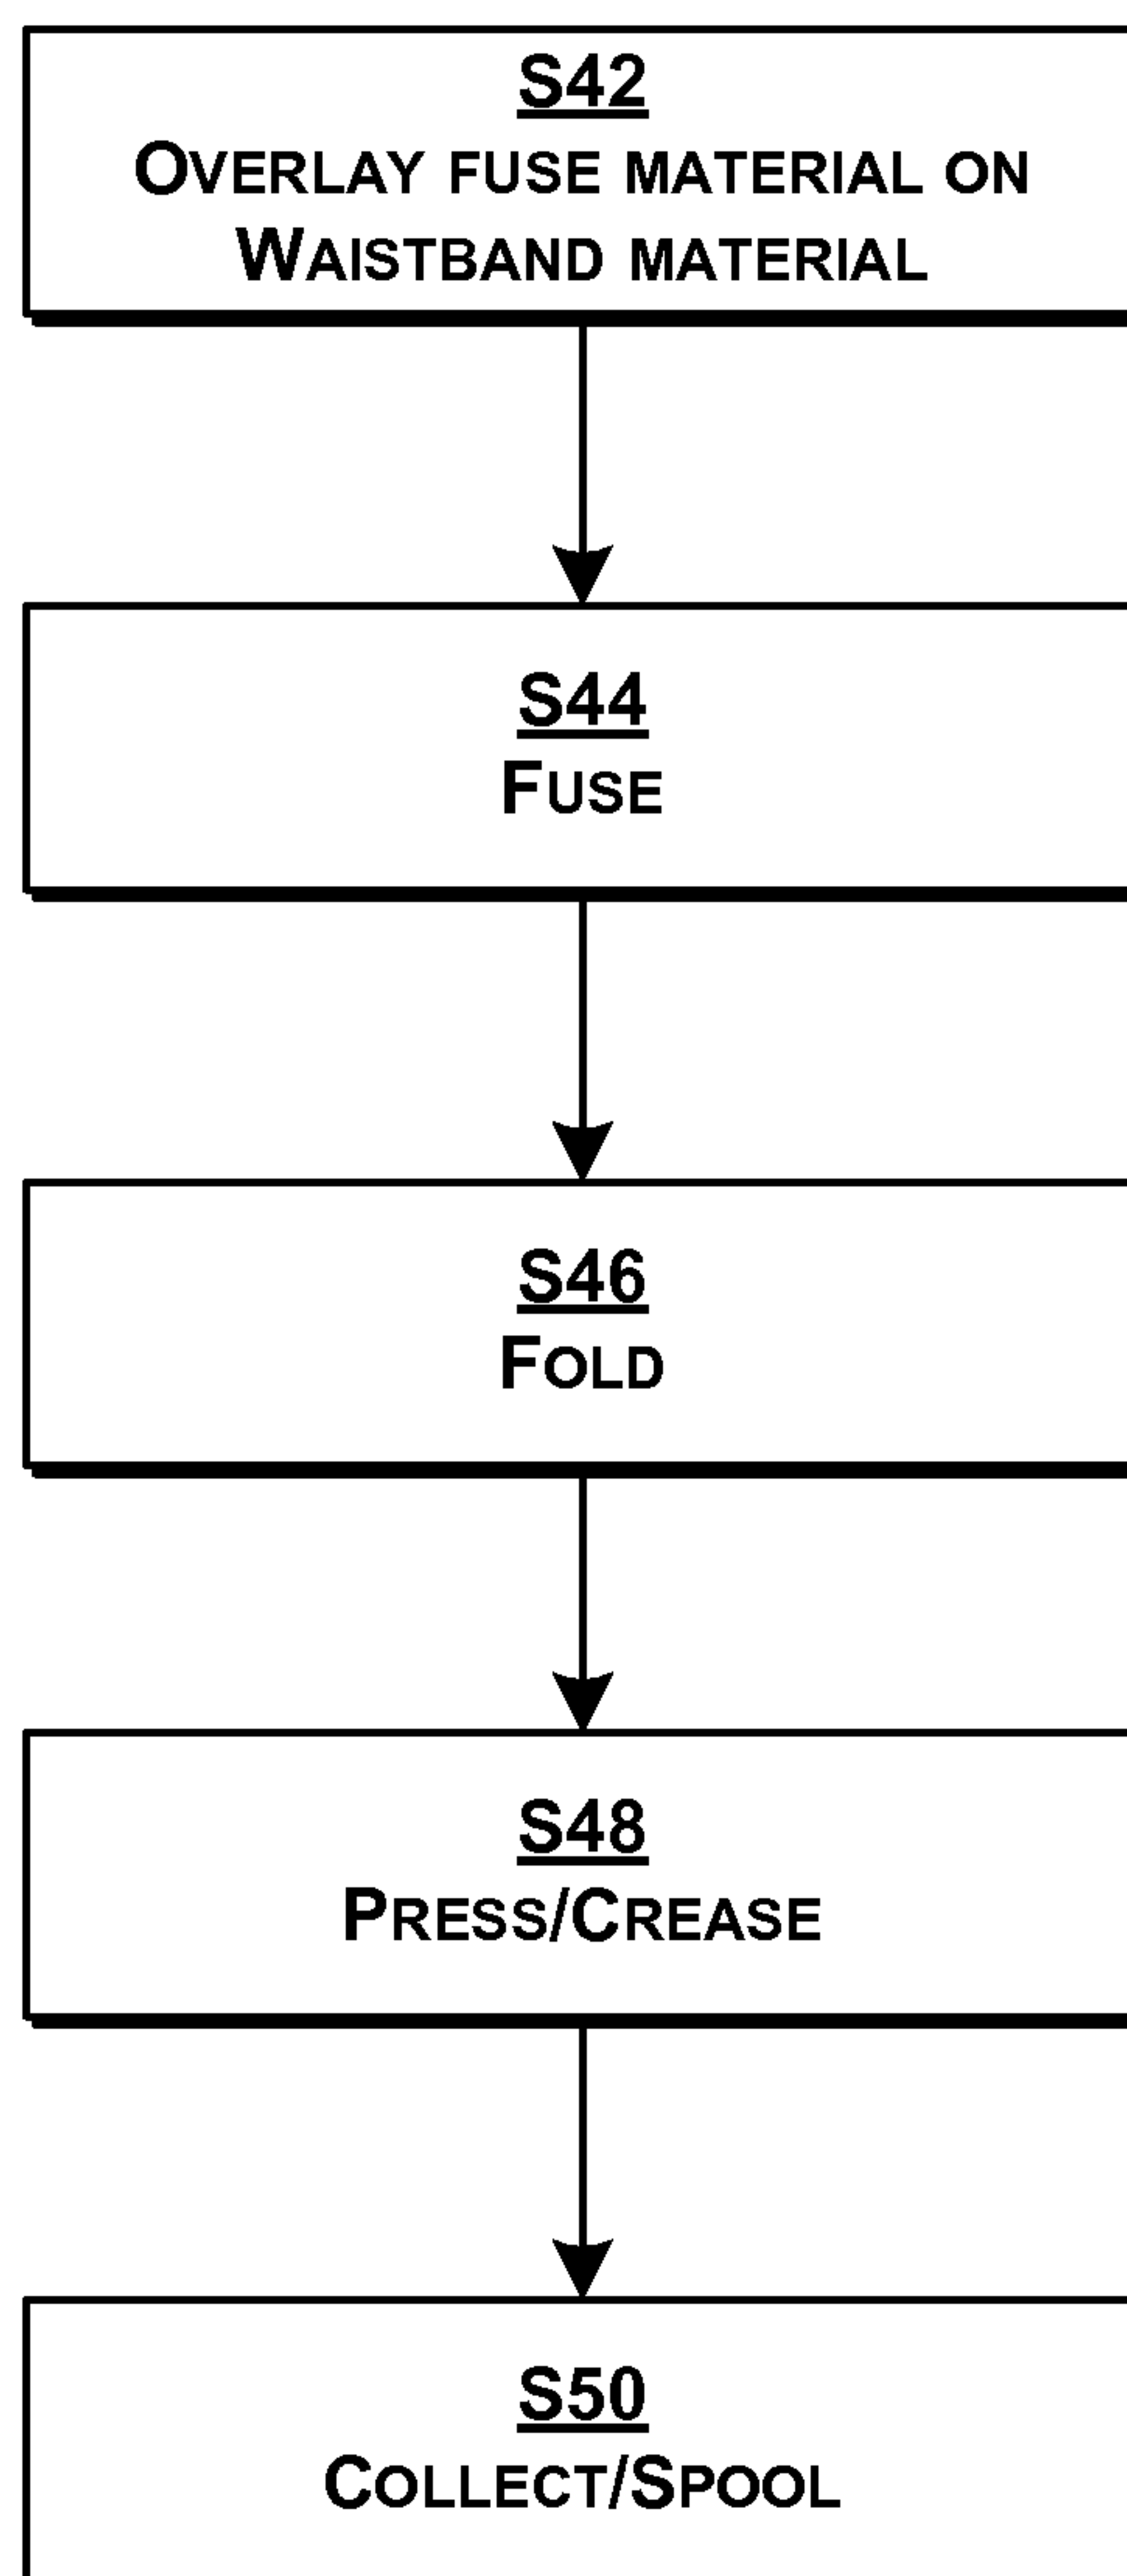 S42
OVERLAY FUSE MATERIAL ON
WAISTBAND MATERIAL
S44
FUSE
S46
FOLD
S48
PRESS/CREASE
S50
COLLECT/SPOOL